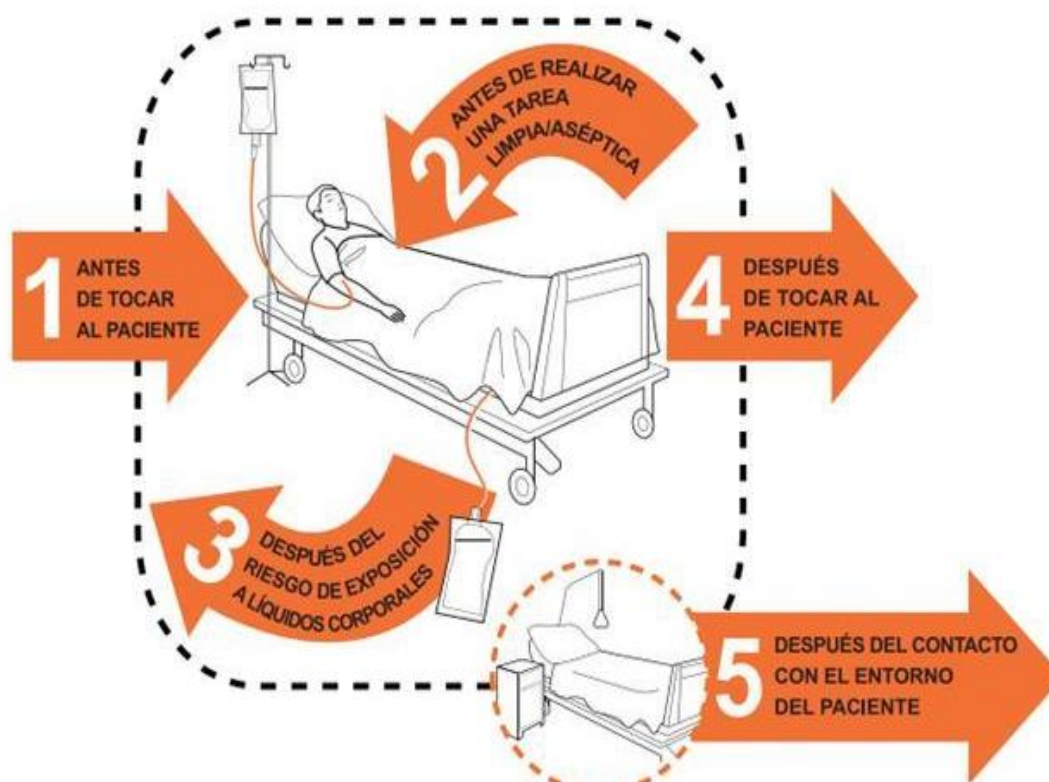 1
ANTES
DE TOCAR
AL PACIENTE
2
ANTES DE REALIZAR
UNA TAREA
LIMPIA/ASÉPTICA
3
DESPUÉS DEL
RIESGO DE EXPOSICIÓN
A LÍQUIDOS CORPORALES
4
DESPUÉS
DE TOCAR AL
PACIENTE
5
DESPUÉS DEL CONTACTO
CON EL ENTORNO
DEL PACIENTE